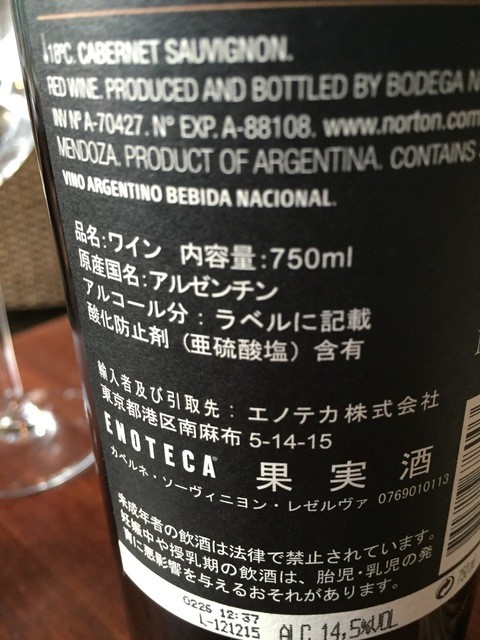 18ºC. CABERNET SAUVIGNON.
RED WINE. PRODUCED AND BOTTLED BY BODEGA
INV Nº A-70427. Nº EXP. A-88108. www.norton.com
MENDOZA. PRODUCT OF ARGENTINA. CONTAINS
VINO ARGENTINO BEBIDA NACIONAL.
品名:ワイン 内容量:750ml
原産国名:アルゼンチン
アルコール分:ラベルに記載
酸化防止剤(亜硫酸塩)含有
輸入者及び引取先:エノテカ株式会社
東京都港区南麻布 5-14-15
ENOTECA®
果実酒
カベルネ・ソーヴィニヨン・レゼルヴァ 0769010113
未成年者の飲酒は法律で禁止されています。
妊娠中や授乳期の飲酒は、胎児・乳児の発
育に悪影響を与えるおそれがあります。
0226 12:37
L-121215 ALC 14.5%VOL